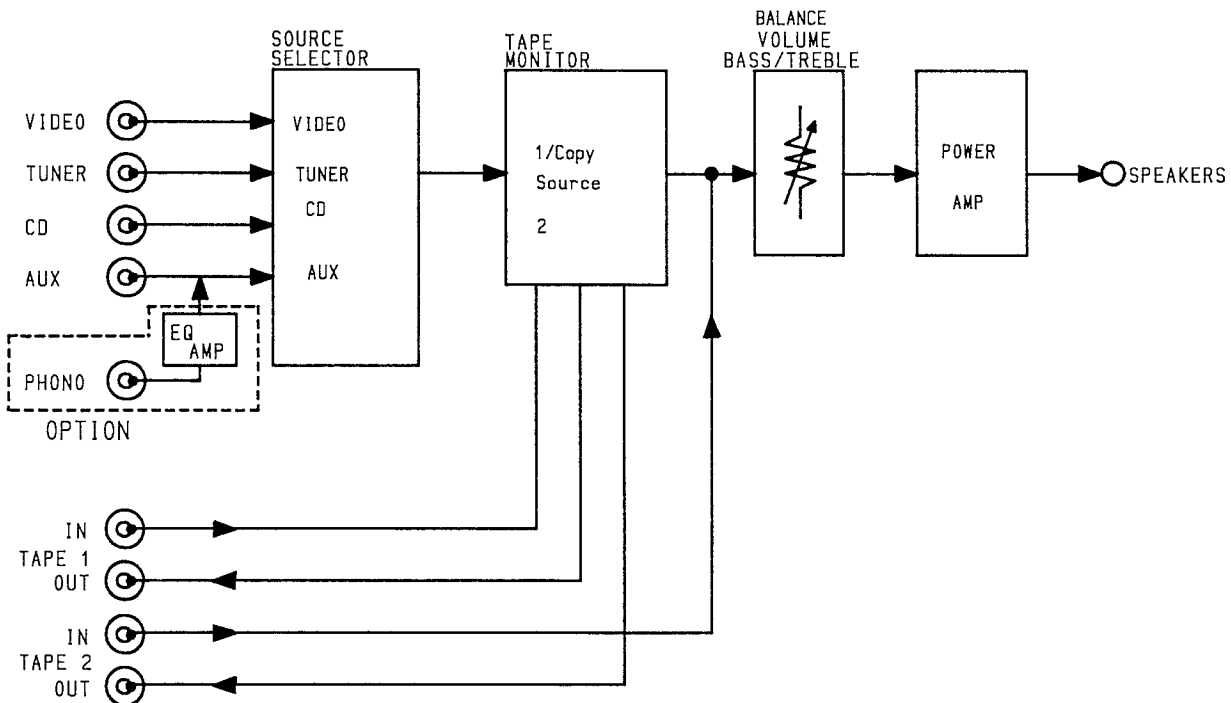 SOURCE
SELECTOR
TAPE
MONITOR
BALANCE
VOLUME
BASS/TREBLE
VIDEO
TUNER
CD
AUX
EQ
AMP
PHONO
OPTION
VIDEO
TUNER
CD
AUX
1/Copy
Source
2
POWER
AMP
SPEAKERS
IN
TAPE 1
OUT
IN
TAPE 2
OUT